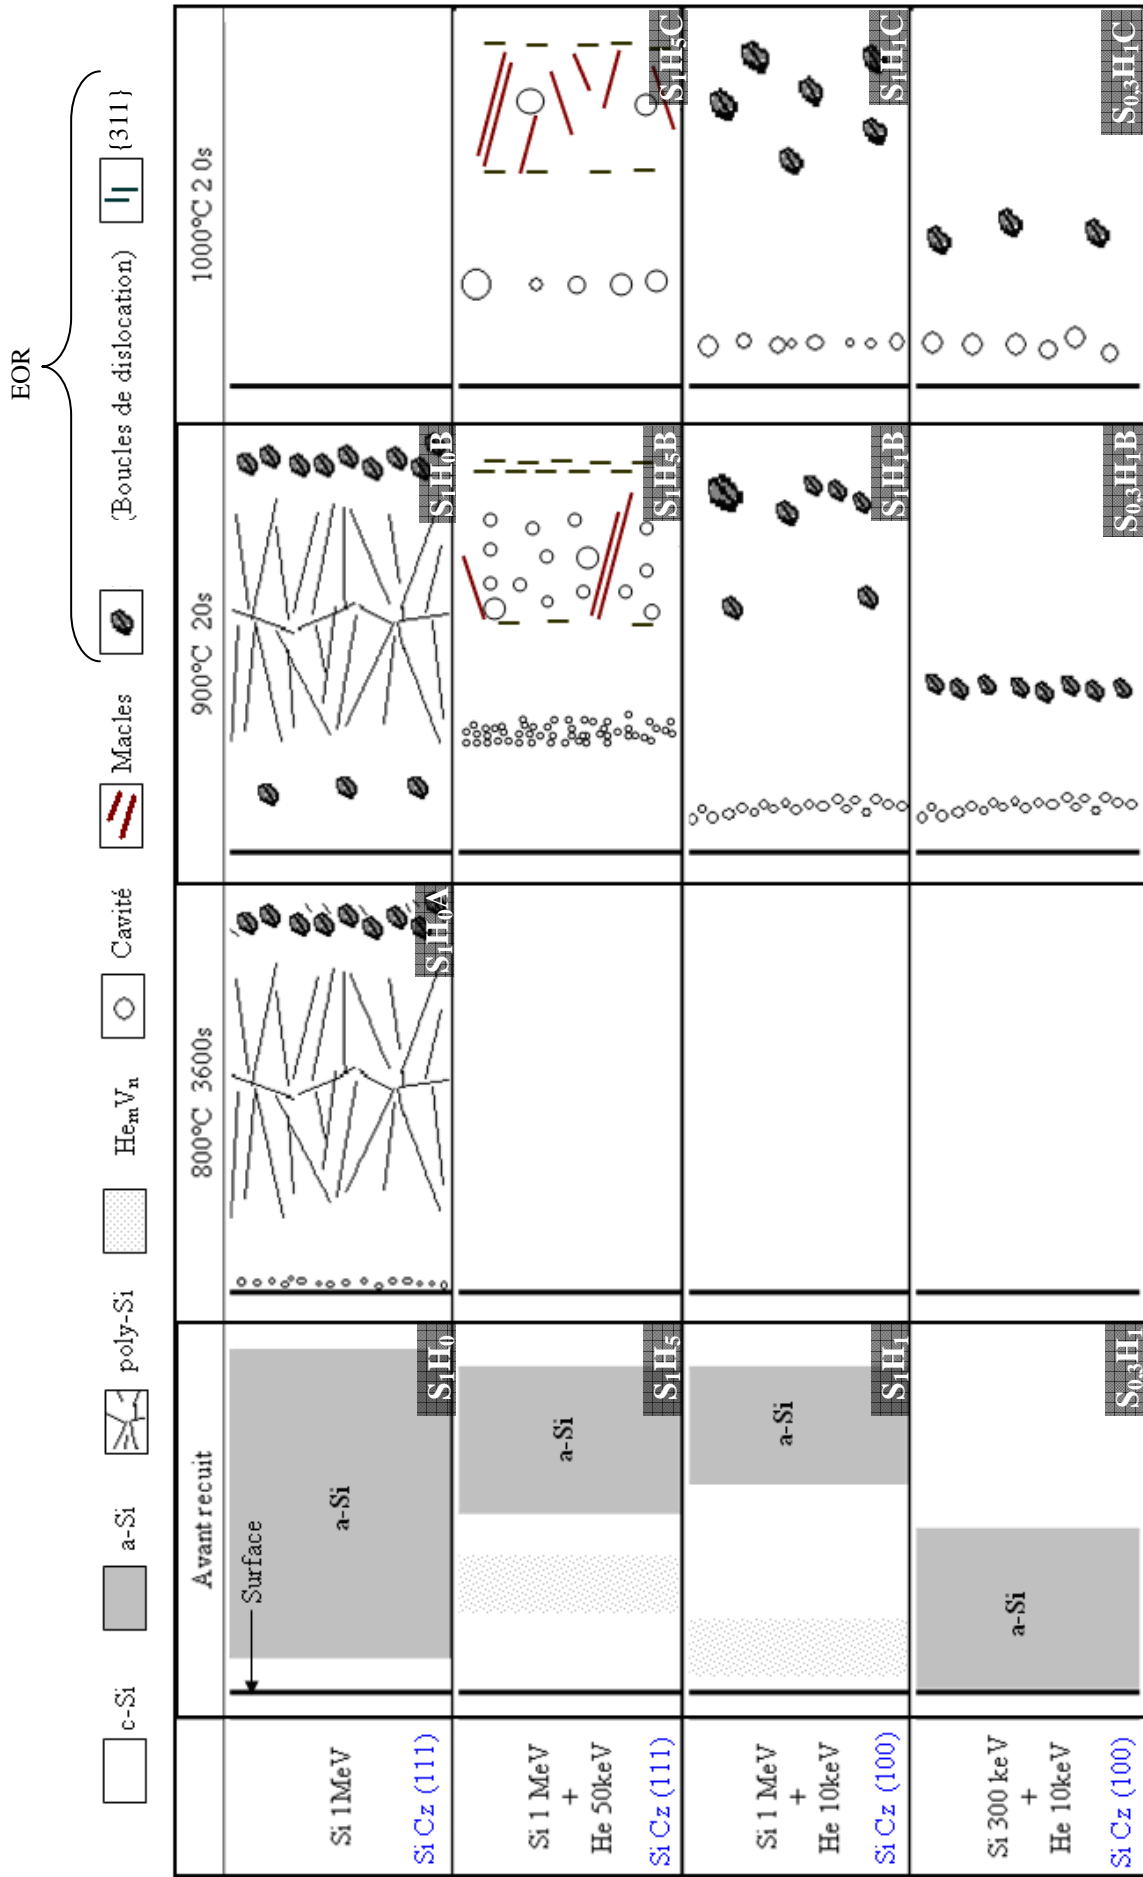 EOR
c-Si
a-Si
poly-Si
HemVn
Cavité
Macles
(Boucles de dislocation)
{311}
Avant recuit
800°C 3600s
900°C 20s
1000°C 2 0s
Si 1MeV
Si Cz (111)
Surface
a-Si
S1H0
S1H0A
S1H0B
Si 1 MeV
+
He 50keV
Si Cz (111)
a-Si
S1H5
S1H5B
S1H5C
Si 1 MeV
+
He 10keV
Si Cz (100)
a-Si
S1H1
S1H1B
S1H1C
Si 300 keV
+
He 10keV
Si Cz (100)
a-Si
S0.3H1
S0.3H1B
S0.3H1C